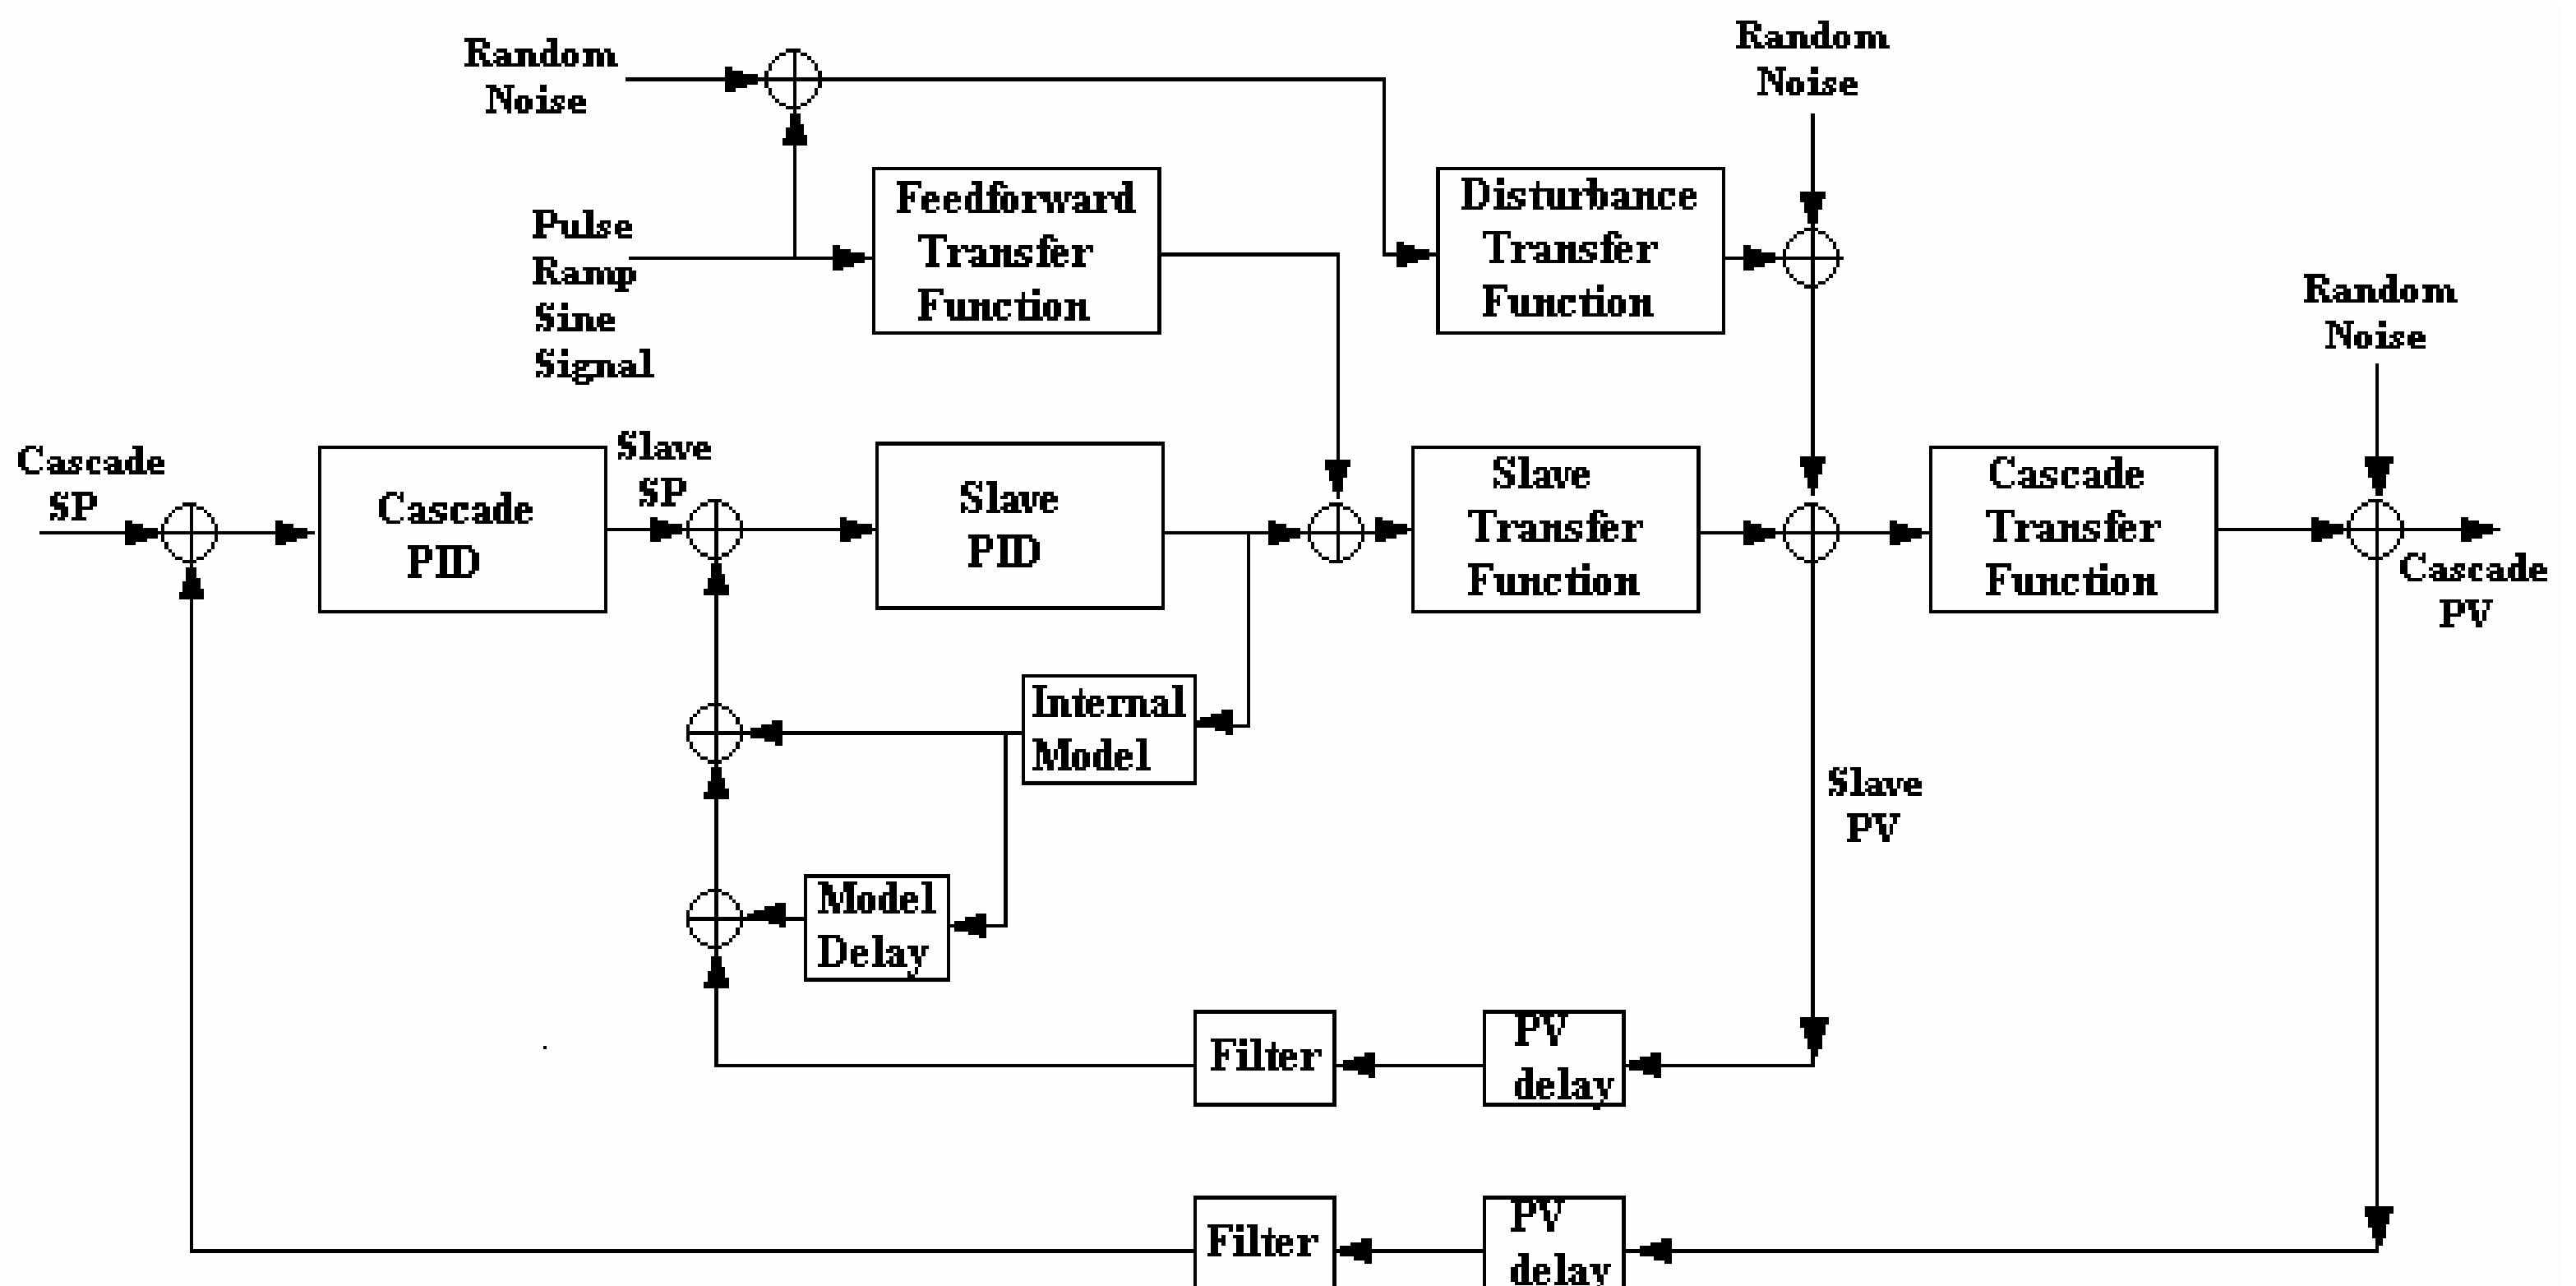 Random
Noise
Random
Noise
Pulse
Ramp
Sine
Signal
Feedforward
Transfer
Function
Disturbance
Transfer
Function
Random
Noise
Cascade
SP
Cascade
PID
Slave
SP
Slave
PID
Slave
Transfer
Function
Cascade
Transfer
Function
Cascade
PV
Internal
Model
Slave
PV
Model
Delay
Filter
PV
delay
Filter
PV
delay